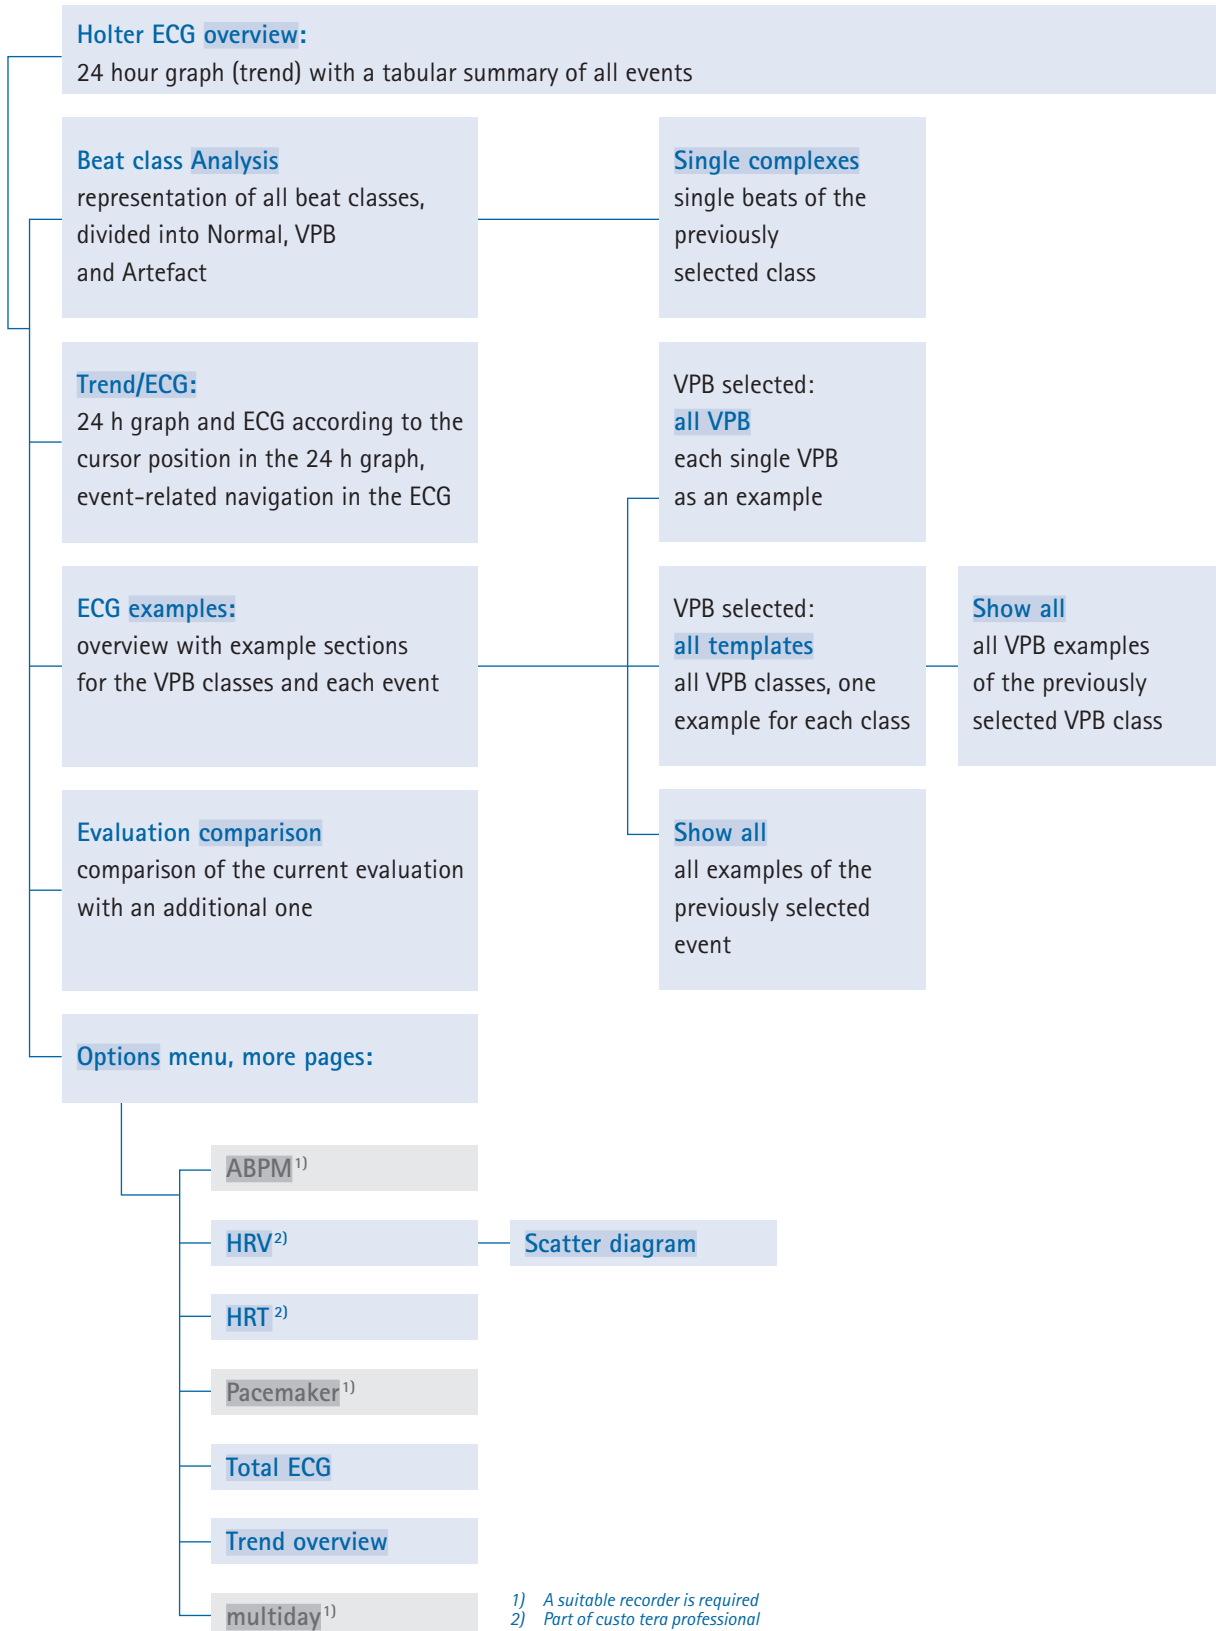 Holter ECG overview:
24 hour graph (trend) with a tabular summary of all events
Beat class Analysis
representation of all beat classes,
divided into Normal, VPB
and Artefact
Single complexes
single beats of the
previously
selected class
Trend/ECG:
24 h graph and ECG according to the
cursor position in the 24 h graph,
event-related navigation in the ECG
VPB selected:
all VPB
each single VPB
as an example
ECG examples:
overview with example sections
for the VPB classes and each event
VPB selected:
all templates
all VPB classes, one
example for each class
Show all
all VPB examples
of the previously
selected VPB class
Evaluation comparison
comparison of the current evaluation
with an additional one
Show all
all examples of the
previously selected
event
Options menu, more pages:
ABPM 1)
HRV 2)
Scatter diagram
HRT 2)
Pacemaker 1)
Total ECG
Trend overview
multiday 1)
1) A suitable recorder is required
2) Part of custo tera professional